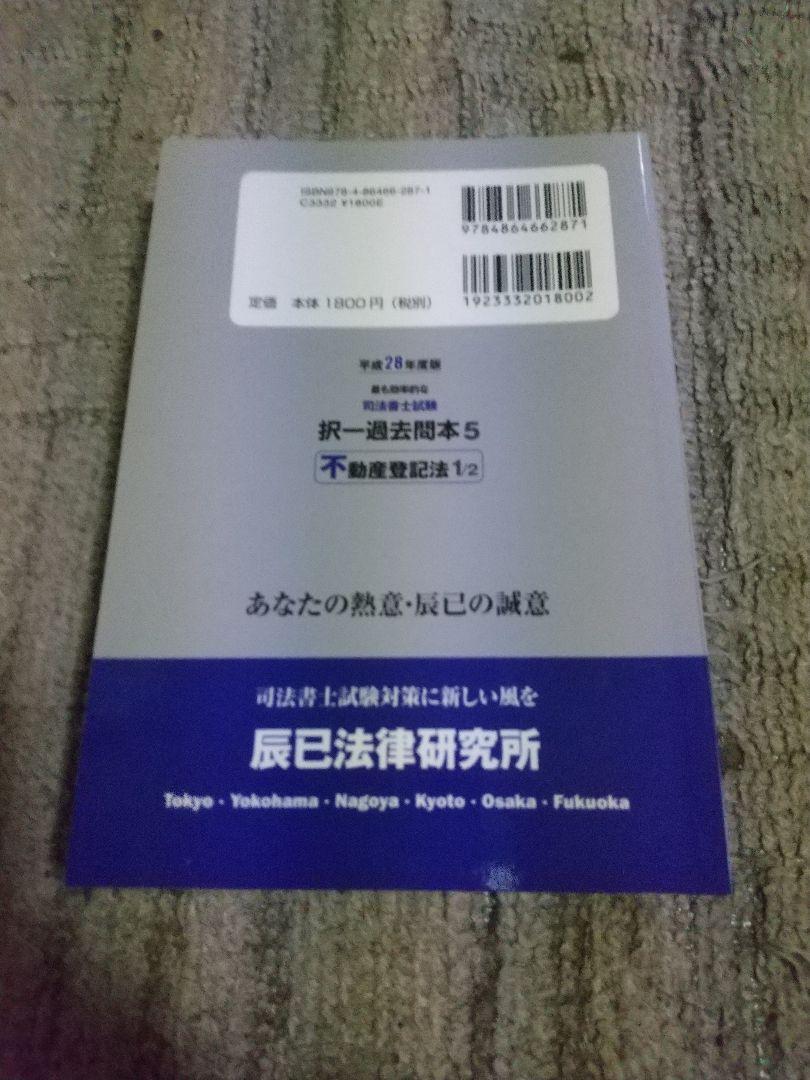 ISBN978-4-86466-287-1
C3332 ¥1800E
9784864662871
1923332018002
定価　本体1800円（税別）
平成28年度版
最も効率的な
司法書士試験
択一過去問本5
不動産登記法1/2
あなたの熱意・辰已の誠意
司法書士試験対策に新しい風を
辰已法律研究所
Tokyo・Yokohama・Nagoya・Kyoto・Osaka・Fukuoka